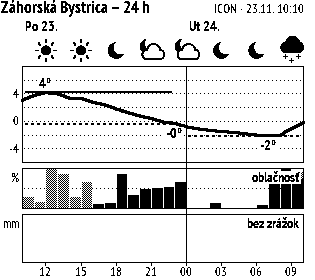 Záhorská Bystrica – 24 h
ICON · 23.11. 10:10
Po 23.
Ut 24.
4°
4
0
-0°
-4
-2°
%
oblačnosť
mm
bez zrážok
12 15 18 21 00 03 06 09